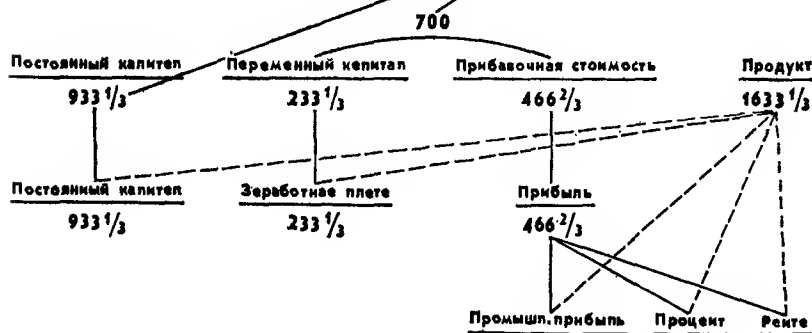 700
Постоянный капитал Переменный капитал Прибавочная стоимость Продукт
933 1/3 233 1/3 466 2/3 1633 1/3
Постоянный капитал Заработная плата Прибыль
933 1/3 233 1/3 466 2/3
Промышл. прибыль Процент Рента